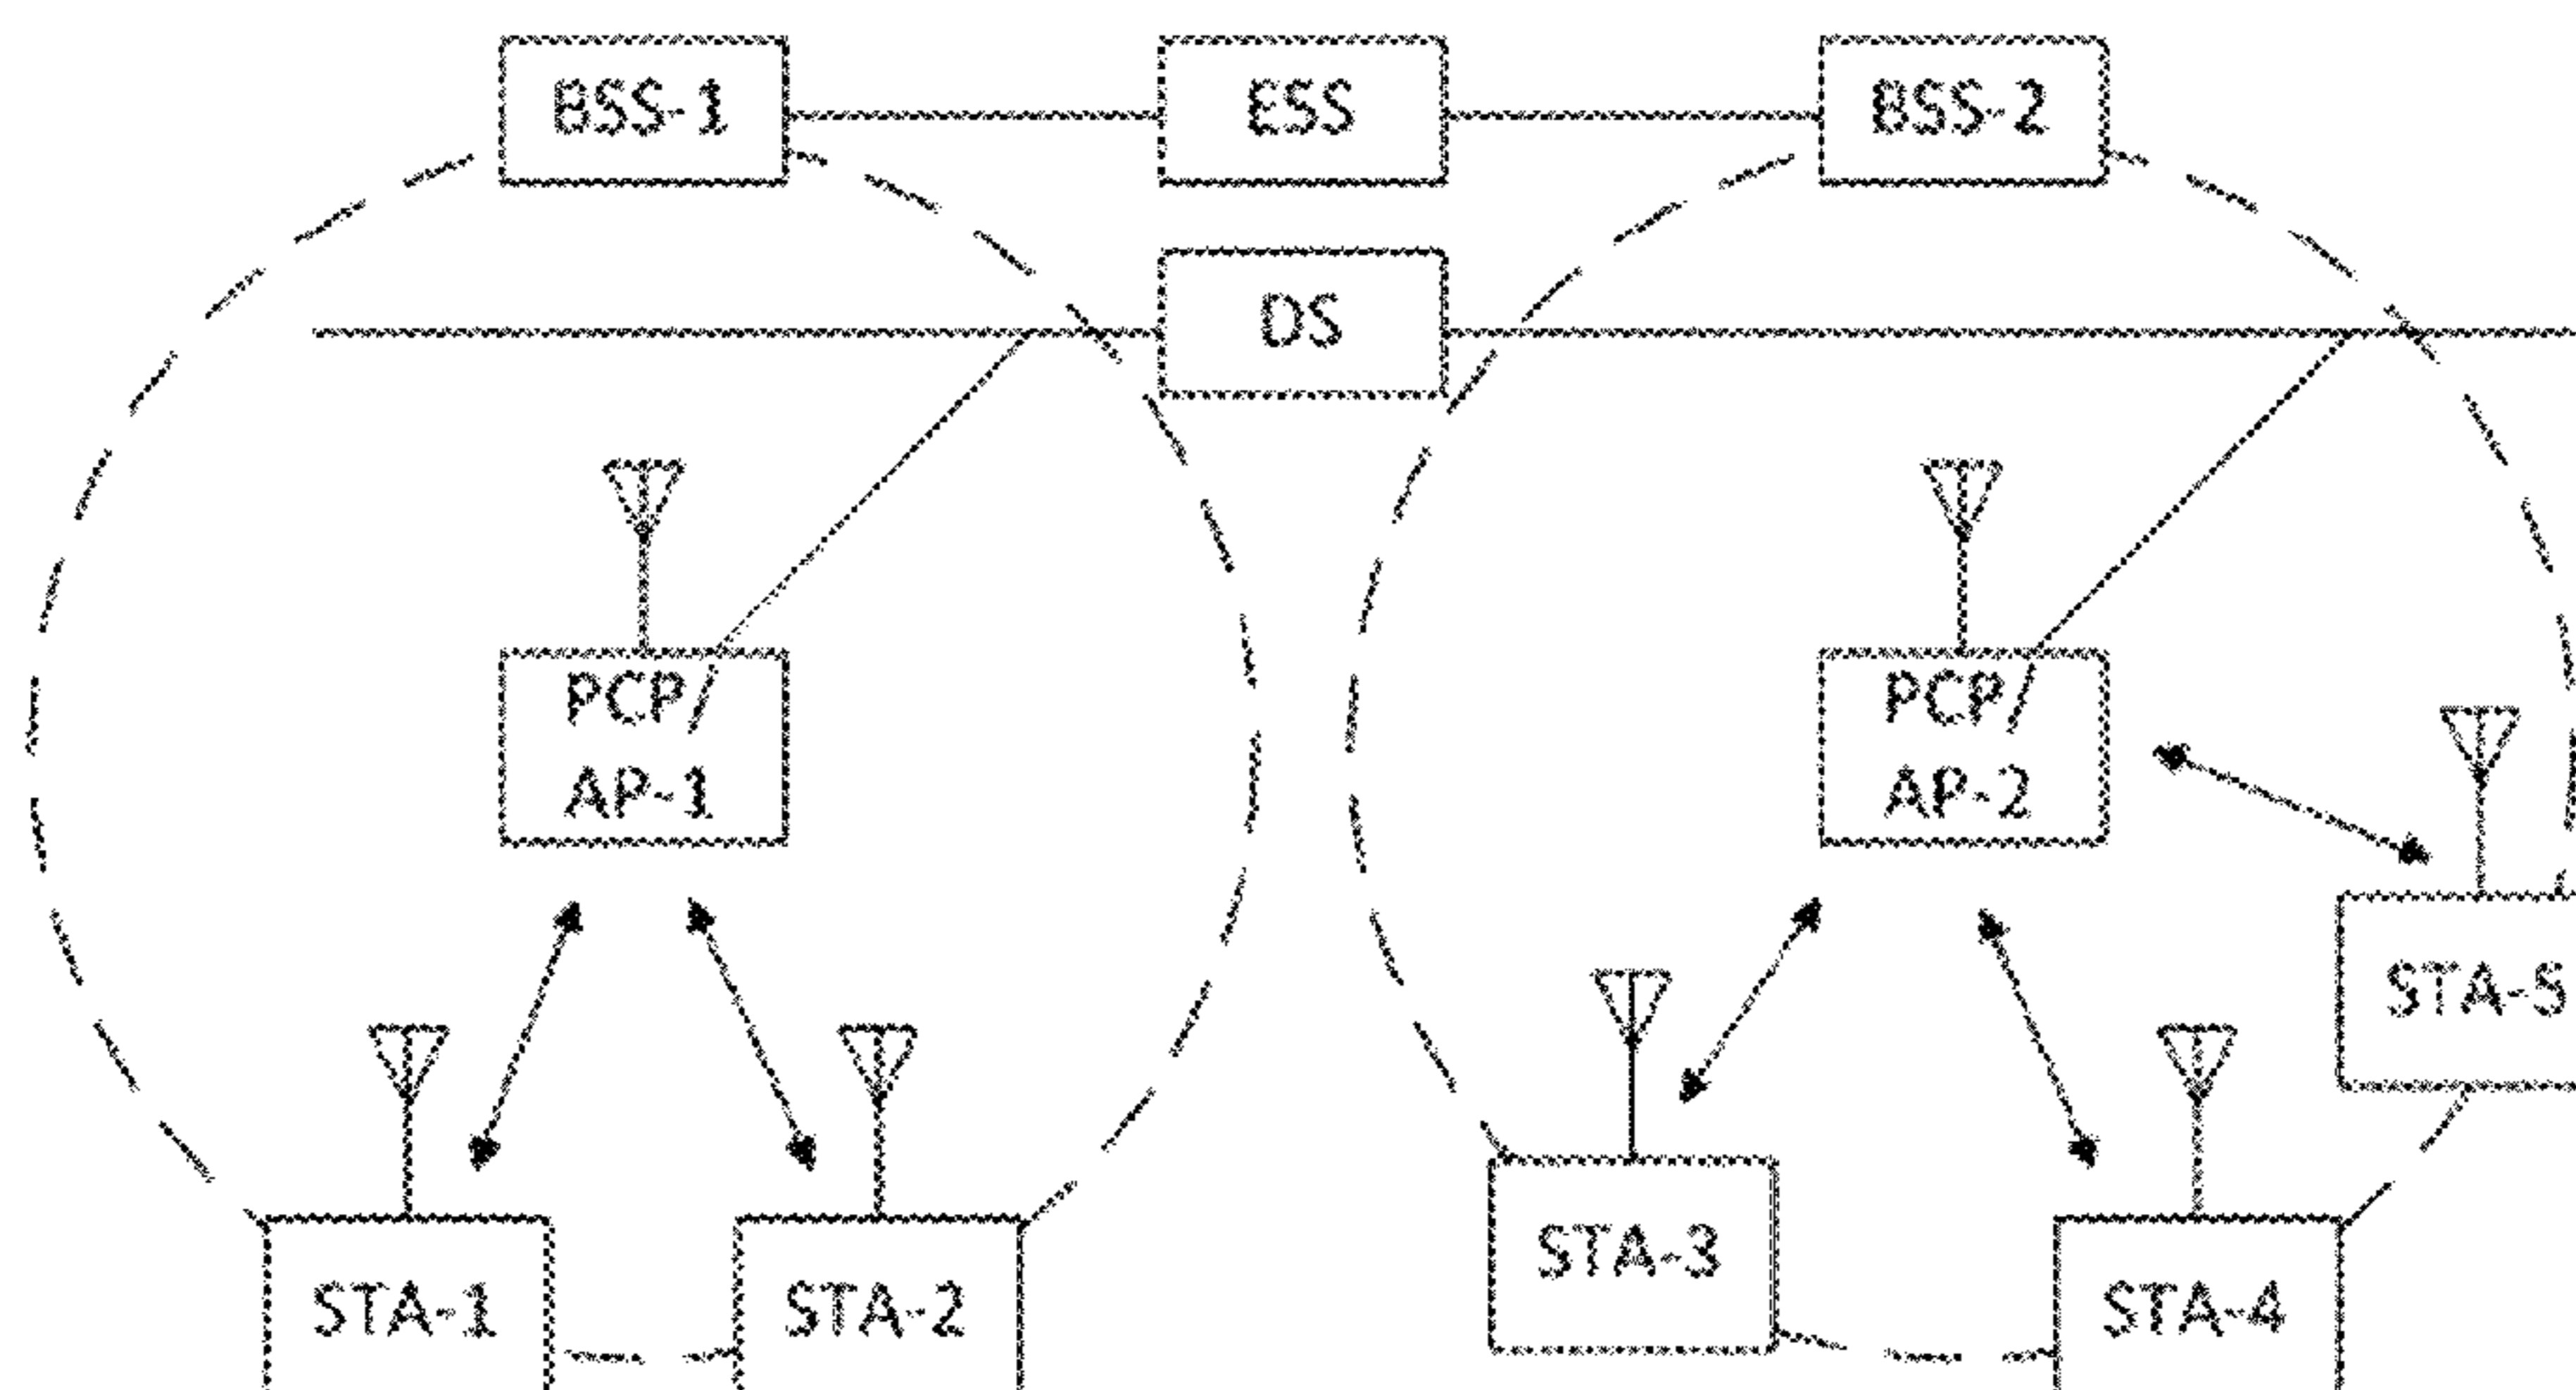 BSS-1
ESS
BSS-2
DS
PCP/
AP-1
PCP/
AP-2
STA-5
STA-3
STA-1
STA-2
STA-4